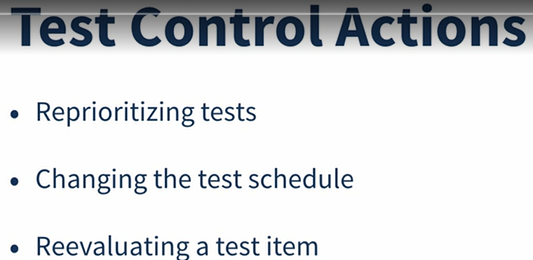 Test Control Actions
• Reprioritizing tests
• Changing the test schedule
• Reevaluating a test item